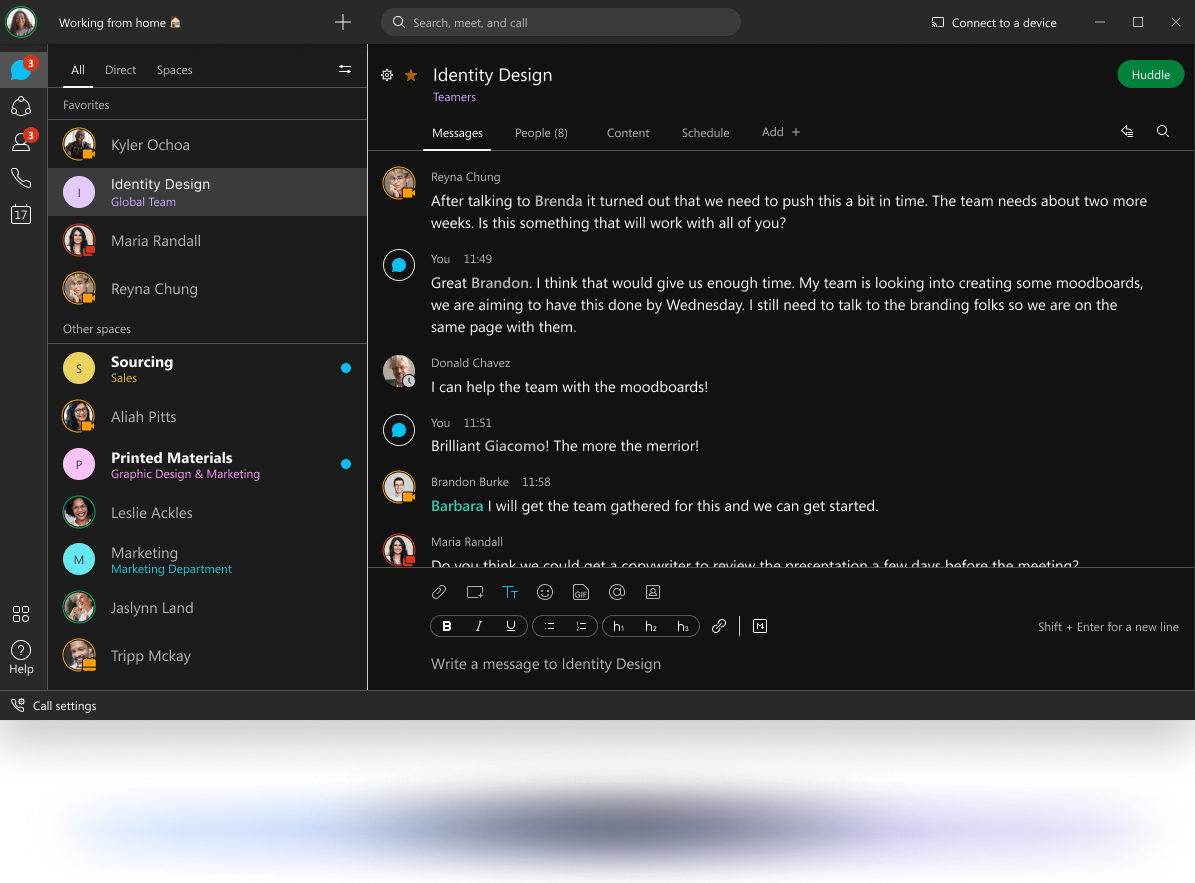 Working from home
Search, meet, and call
Connect to a device
3
3
17
Help
All Direct Spaces
Favorites
Kyler Ochoa
I
Identity Design
Global Team
Maria Randall
Reyna Chung
Other spaces
S
Sourcing
Sales
Aliah Pitts
P
Printed Materials
Graphic Design & Marketing
Leslie Ackles
M
Marketing
Marketing Department
Jaslynn Land
Tripp Mckay
Identity Design
Teamers
Huddle
Messages People (8) Content Schedule Add +
Reyna Chung
After talking to Brenda it turned out that we need to push this a bit in time. The team needs about two more
weeks. Is this something that will work with all of you?
You 11:49
Great Brandon. I think that would give us enough time. My team is looking into creating some moodboards,
we are aiming to have this done by Wednesday. I still need to talk to the branding folks so we are on the
same page with them.
Donald Chavez
I can help the team with the moodboards!
You 11:51
Brilliant Giacomo! The more the merrior!
Brandon Burke 11:58
Barbara I will get the team gathered for this and we can get started.
Maria Randall
Do you think we could get a copywriter to review the presentation a few days before the meeting?
TT GIF @
B I U h1 h2 h3 M
Shift + Enter for a new line
Write a message to Identity Design
Call settings